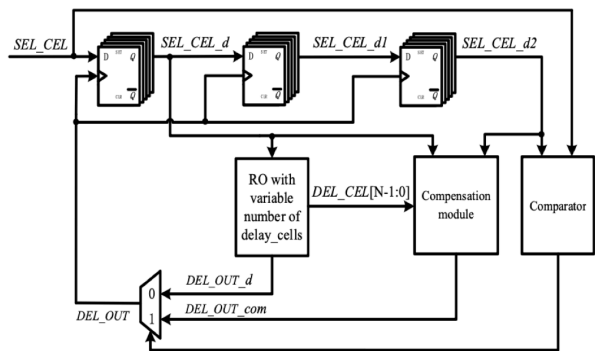 SEL_CEL
SEL_CEL_d
SEL_CEL_d1
SEL_CEL_d2
D Q
Q
D Q
Q
D Q
Q
RO with
variable
number of
delay_cells
DEL_CEL[N-1:0]
Compensation
module
Comparator
DEL_OUT_d
0
DEL_OUT
DEL_OUT_com
1